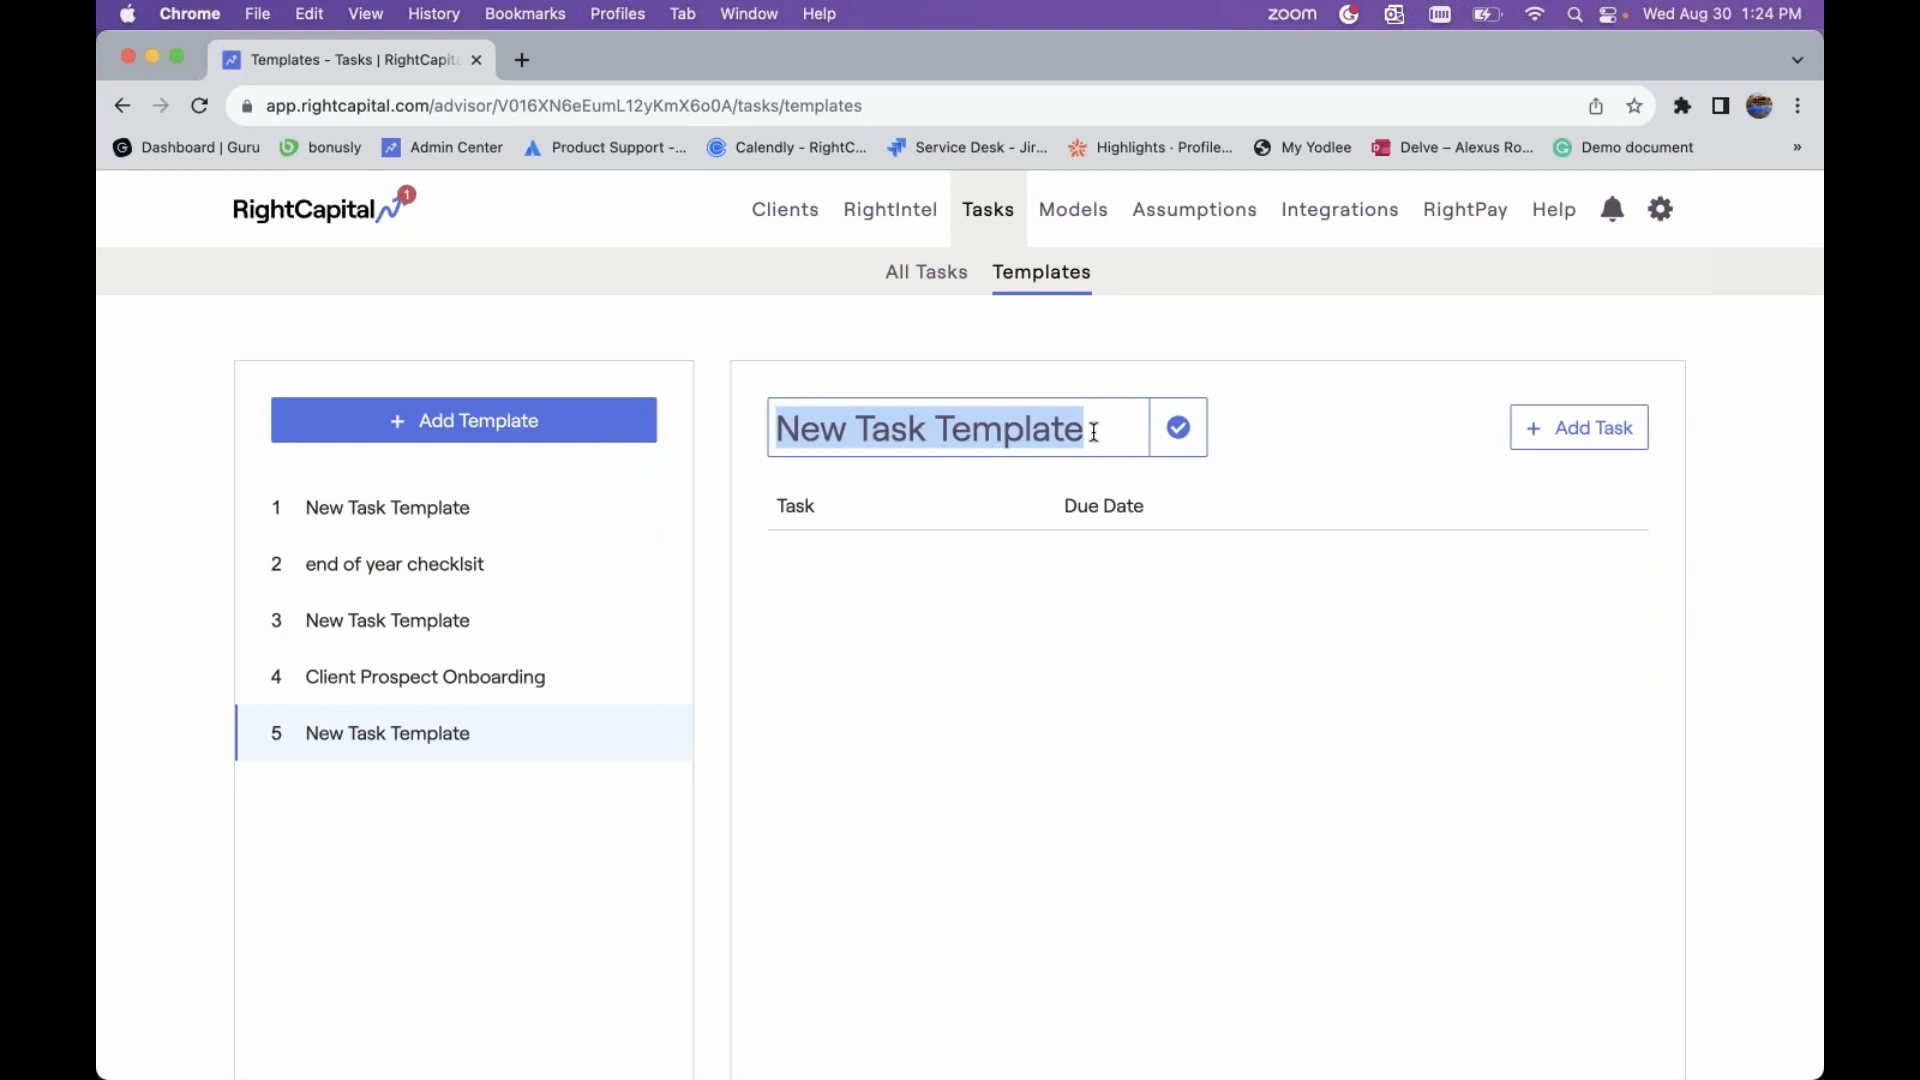 Chrome File Edit View History Bookmarks Profiles Tab Window Help zoom Wed Aug 30 1:24 PM
Templates - Tasks | RightCapit
app.rightcapital.com/advisor/V016XN6eEumL12yKmX6o0A/tasks/templates
Dashboard | Guru bonusly Admin Center Product Support -... Calendly - RightC... Service Desk - Jir... Highlights · Profile... My Yodlee Delve – Alexus Ro... Demo document »
RightCapital 1 Clients RightIntel Tasks Models Assumptions Integrations RightPay Help
All Tasks Templates
+ Add Template
New Task Template
+ Add Task
Task Due Date
1 New Task Template
2 end of year checklsit
3 New Task Template
4 Client Prospect Onboarding
5 New Task Template